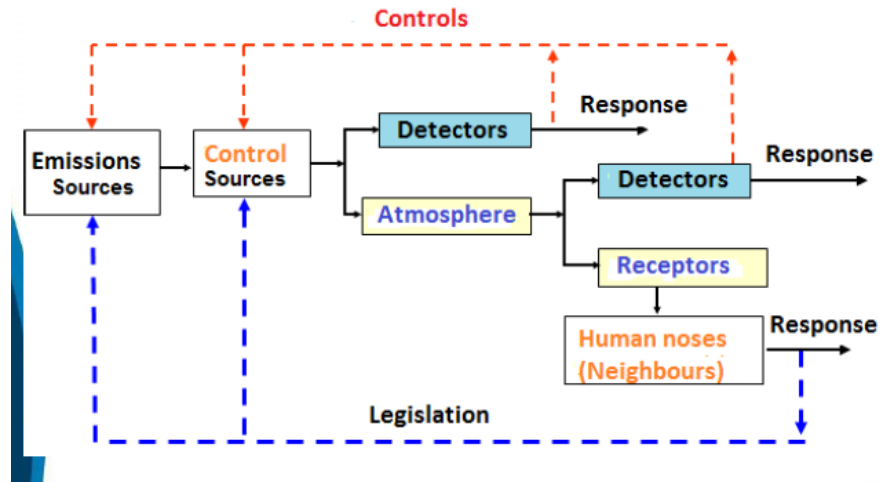 Controls
Response
Detectors
Emissions
Sources
Control
Sources
Response
Detectors
Atmosphere
Receptors
Human noses
(Neighbours)
Response
Legislation